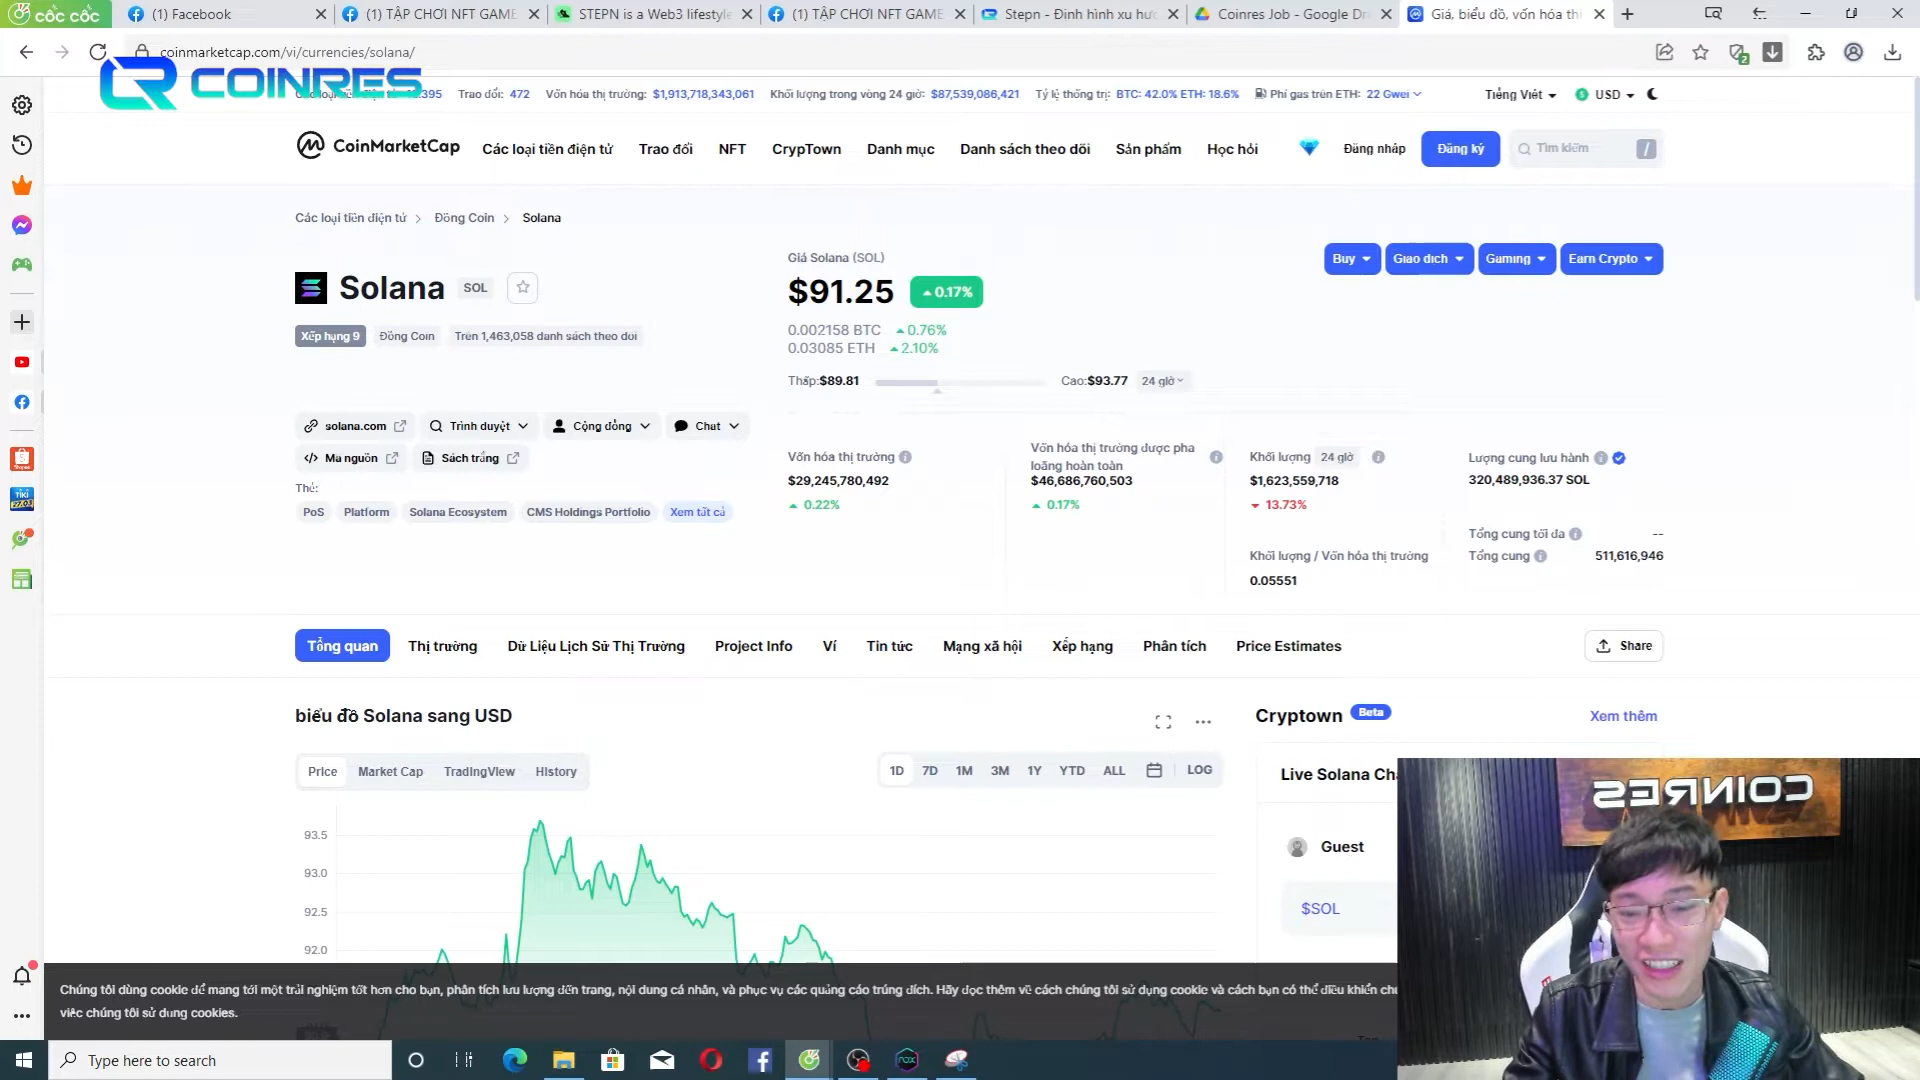 cốc cốc
(1) Facebook
(1) TẬP CHƠI NFT GAME
STEPN is a Web3 lifestyle
(1) TẬP CHƠI NFT GAME
Stepn - Định hình xu hướ
Coinres Job - Google Dri
Giá, biểu đồ, vốn hóa thị
coinmarketcap.com/vi/currencies/solana/
COINRES
Trao đổi: 472
Vốn hóa thị trường: $1,913,718,343,061
Khối lượng trong vòng 24 giờ: $87,539,086,421
Tỷ lệ thống trị: BTC: 42.0% ETH: 18.6%
Phí gas trên ETH: 22 Gwei
Tiếng Việt
USD
CoinMarketCap
Các loại tiền điện tử
Trao đổi
NFT
CrypTown
Danh mục
Danh sách theo dõi
Sản phẩm
Học hỏi
Đăng nhập
Đăng ký
Tìm kiếm
/
Các loại tiền điện tử > Đồng Coin > Solana
Solana SOL
Xếp hạng 9
Đồng Coin
Trên 1,463,058 danh sách theo dõi
Giá Solana (SOL)
$91.25
0.17%
0.002158 BTC 0.76%
0.03085 ETH 2.10%
Thấp:$89.81
Cao:$93.77
24 giờ
Buy
Giao dịch
Gaming
Earn Crypto
solana.com
Trình duyệt
Cộng đồng
Chat
Mã nguồn
Sách trắng
Thẻ:
PoS
Platform
Solana Ecosystem
CMS Holdings Portfolio
Xem tất cả
Vốn hóa thị trường
$29,245,780,492
0.22%
Vốn hóa thị trường được pha
loãng hoàn toàn
$46,686,760,503
0.17%
Khối lượng 24 giờ
$1,623,559,718
13.73%
Khối lượng / Vốn hóa thị trường
0.05551
Lượng cung lưu hành
320,489,936.37 SOL
Tổng cung tối đa --
Tổng cung 511,616,946
Tổng quan
Thị trường
Dữ Liệu Lịch Sử Thị Trường
Project Info
Ví
Tin tức
Mạng xã hội
Xếp hạng
Phân tích
Price Estimates
Share
biểu đồ Solana sang USD
Price
Market Cap
TradingView
History
1D
7D
1M
3M
1Y
YTD
ALL
LOG
93.5
93.0
92.5
92.0
Cryptown Beta
Xem thêm
Live Solana Cha
Guest
$SOL
COINRES
Chúng tôi dùng cookie để mang tới một trải nghiệm tốt hơn cho bạn, phân tích lưu lượng đến trang, nội dung cá nhân, và phục vụ các quảng cáo trúng đích. Hãy đọc thêm về cách chúng tôi sử dụng cookie và cách bạn có thể điều khiển
việc chúng tôi sử dụng cookies.
Type here to search